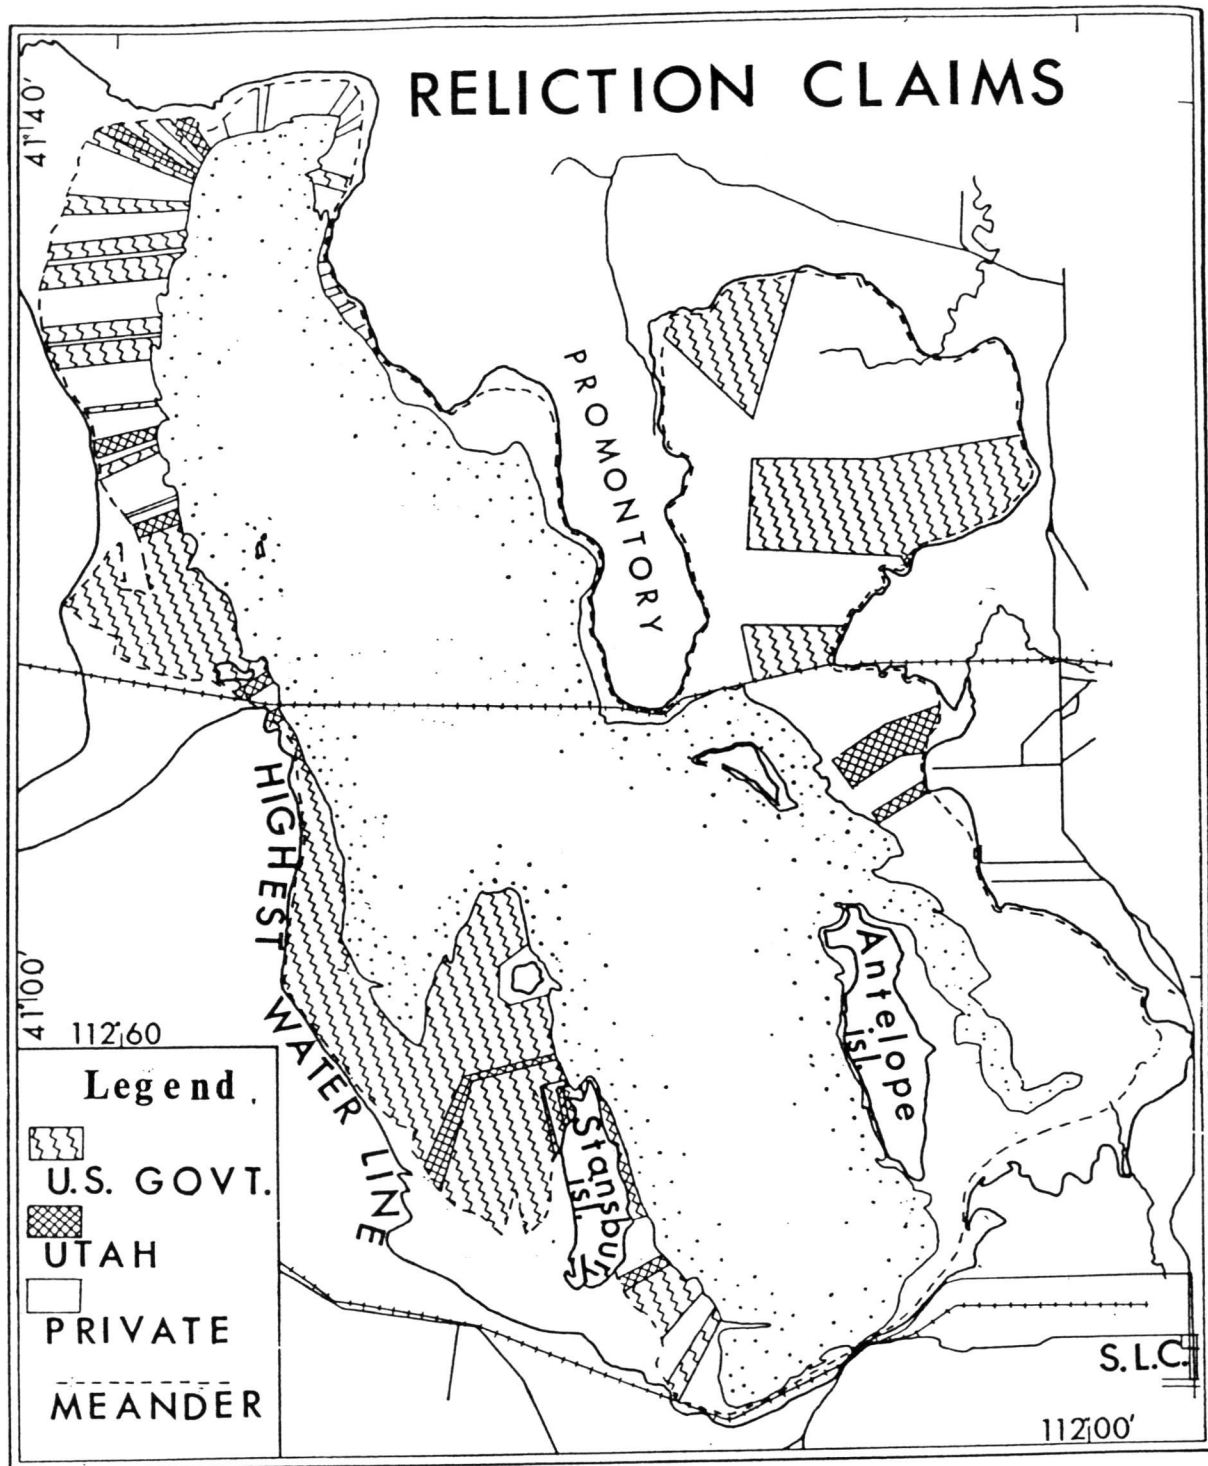 RELICTION CLAIMS
41°40'
PROMONTORY
HIGHEST WATER LINE
Antelope
isl.
41°00'
112°60
Stansbury
isl.
Legend
U.S. GOVT.
UTAH
PRIVATE
MEANDER
S.L.C.
112°00'